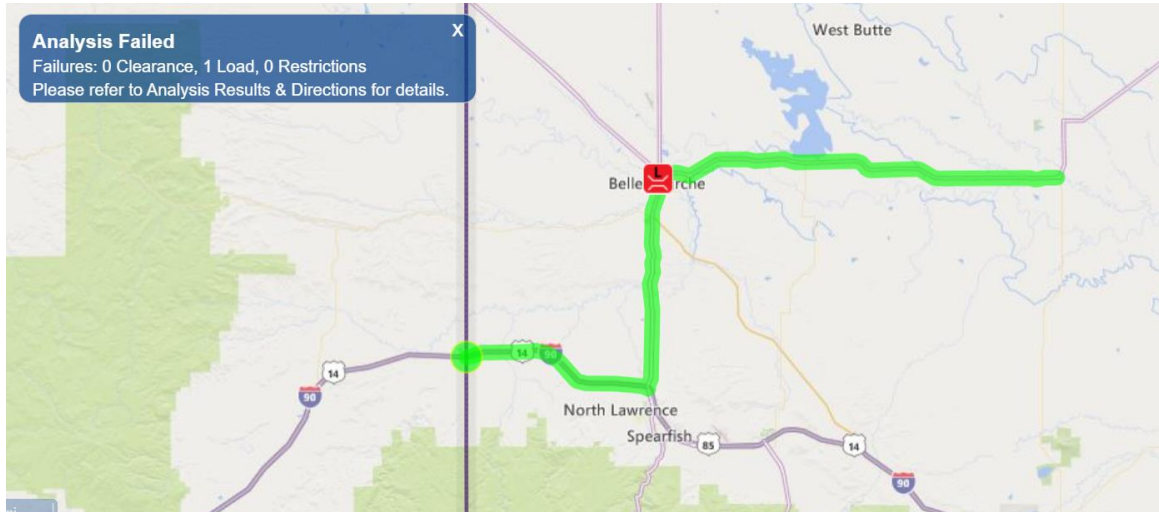 Analysis Failed
X
Failures: 0 Clearance, 1 Load, 0 Restrictions
Please refer to Analysis Results & Directions for details.
West Butte
L
Belle rche
14
90
14
90
North Lawrence
Spearfish
85
14
90